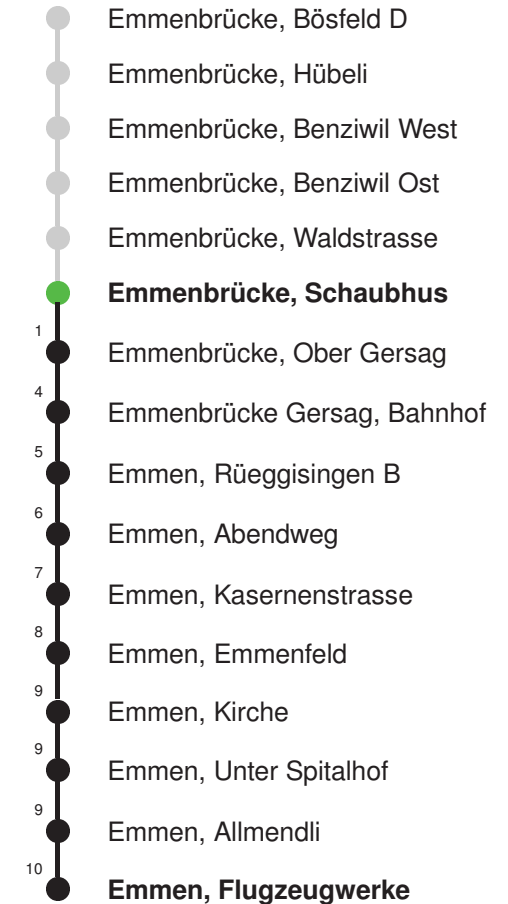 Emmenbrücke, Bösfeld D
Emmenbrücke, Hübeli
Emmenbrücke, Benziwil West
Emmenbrücke, Benziwil Ost
Emmenbrücke, Waldstrasse
Emmenbrücke, Schaubhus
1 Emmenbrücke, Ober Gersag
4 Emmenbrücke Gersag, Bahnhof
5 Emmen, Rüeggisingen B
6 Emmen, Abendweg
7 Emmen, Kasernenstrasse
8 Emmen, Emmenfeld
9 Emmen, Kirche
9 Emmen, Unter Spitalhof
9 Emmen, Allmendli
10 Emmen, Flugzeugwerke